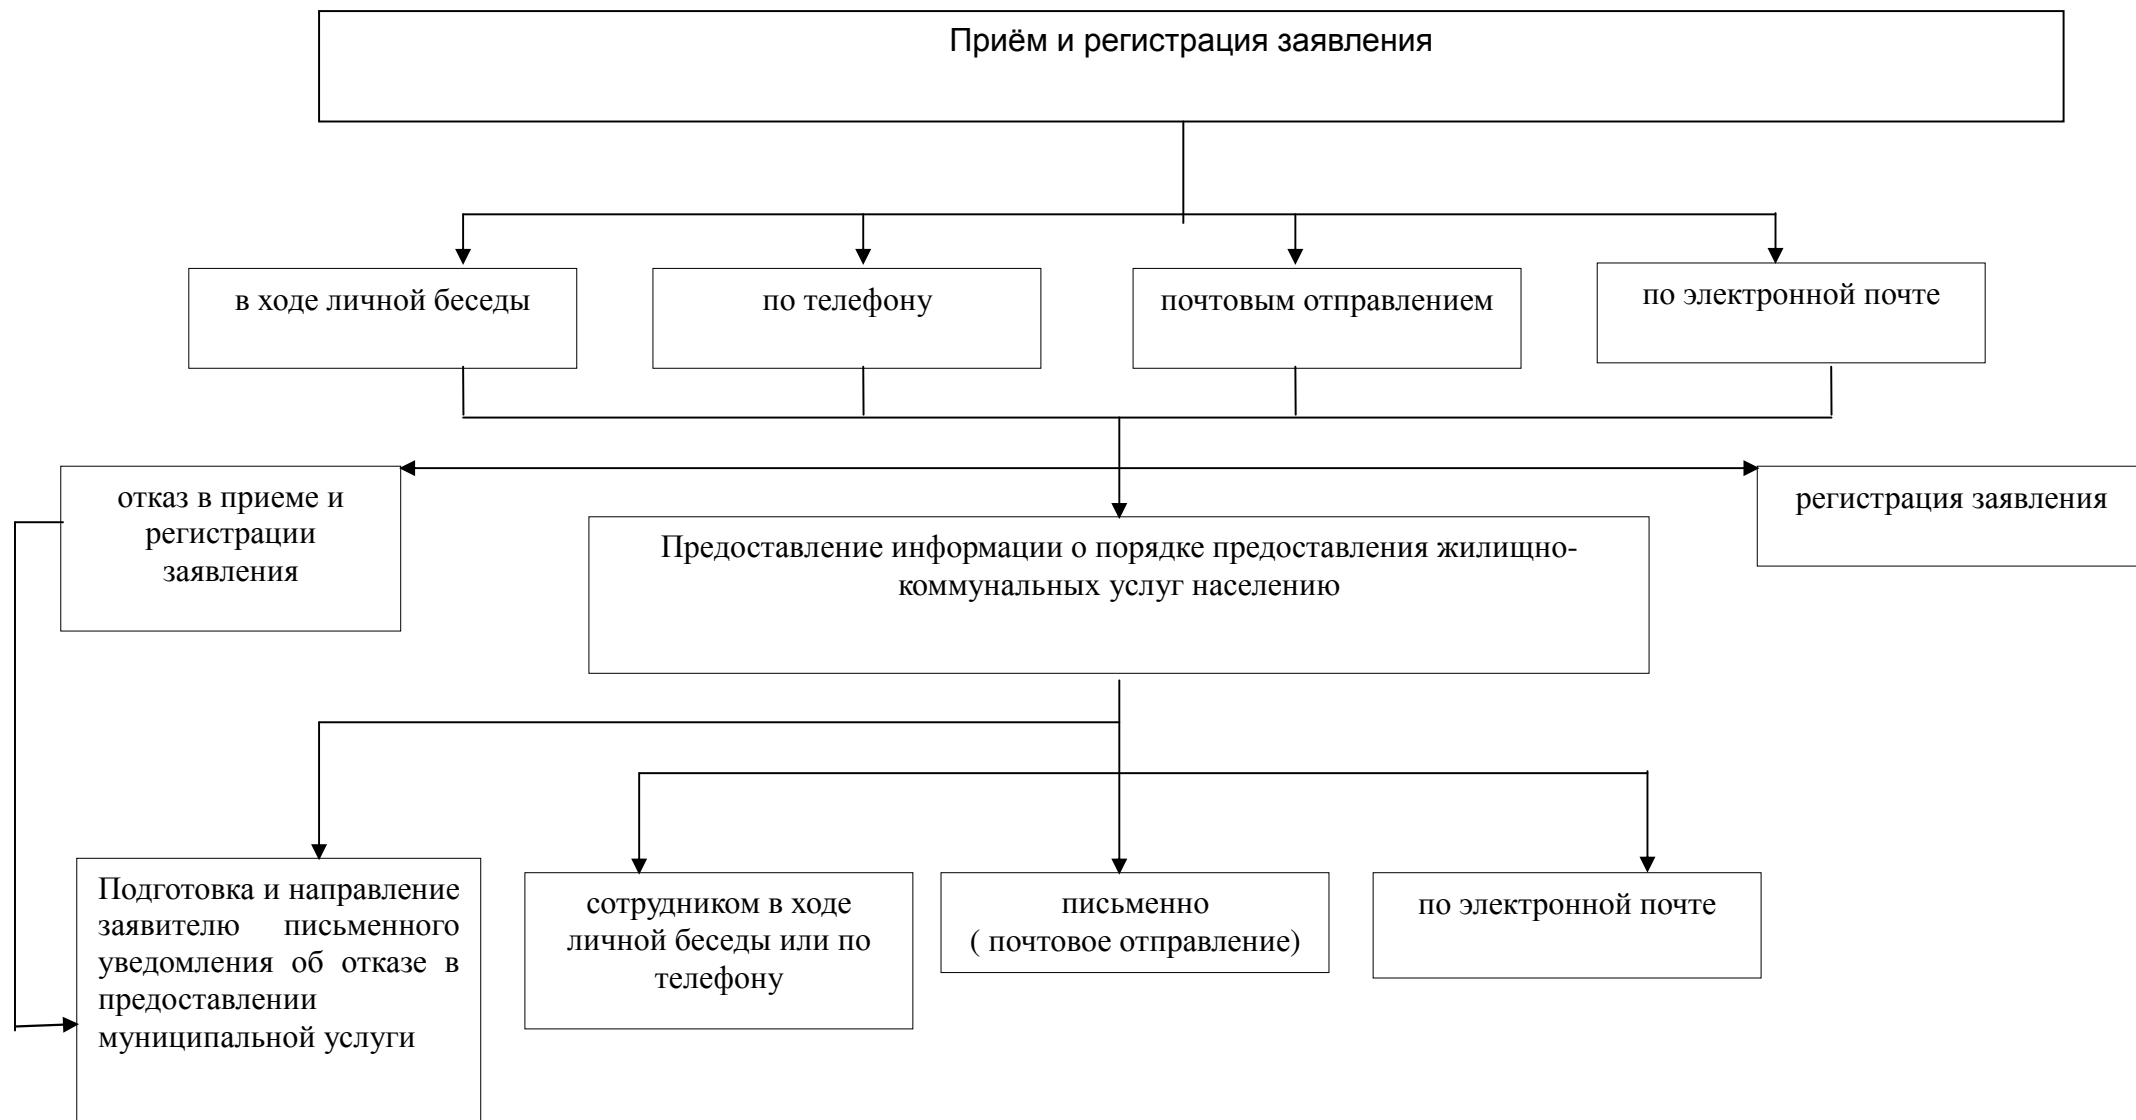 Приём и регистрация заявления
в ходе личной беседы
по телефону
почтовым отправлением
по электронной почте
отказ в приеме и
регистрации
заявления
регистрация заявления
Предоставление информации о порядке предоставления жилищно-
коммунальных услуг населению
Подготовка и направление
заявителю письменного
уведомления об отказе в
предоставлении
муниципальной услуги
сотрудником в ходе
личной беседы или по
телефону
письменно
( почтовое отправление)
по электронной почте